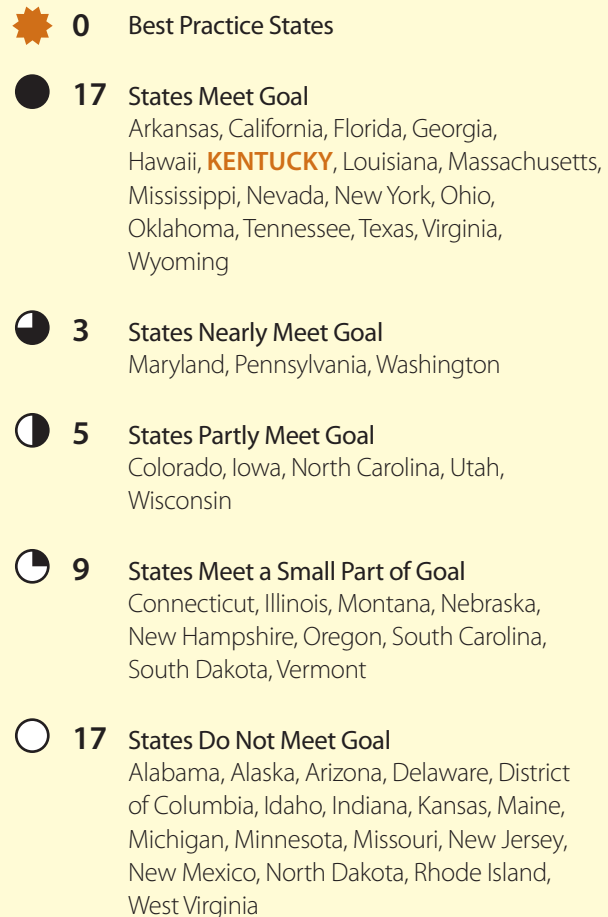 0 Best Practice States
17 States Meet Goal
Arkansas, California, Florida, Georgia,
Hawaii, KENTUCKY, Louisiana, Massachusetts,
Mississippi, Nevada, New York, Ohio,
Oklahoma, Tennessee, Texas, Virginia,
Wyoming
3 States Nearly Meet Goal
Maryland, Pennsylvania, Washington
5 States Partly Meet Goal
Colorado, Iowa, North Carolina, Utah,
Wisconsin
9 States Meet a Small Part of Goal
Connecticut, Illinois, Montana, Nebraska,
New Hampshire, Oregon, South Carolina,
South Dakota, Vermont
17 States Do Not Meet Goal
Alabama, Alaska, Arizona, Delaware, District
of Columbia, Idaho, Indiana, Kansas, Maine,
Michigan, Minnesota, Missouri, New Jersey,
New Mexico, North Dakota, Rhode Island,
West Virginia